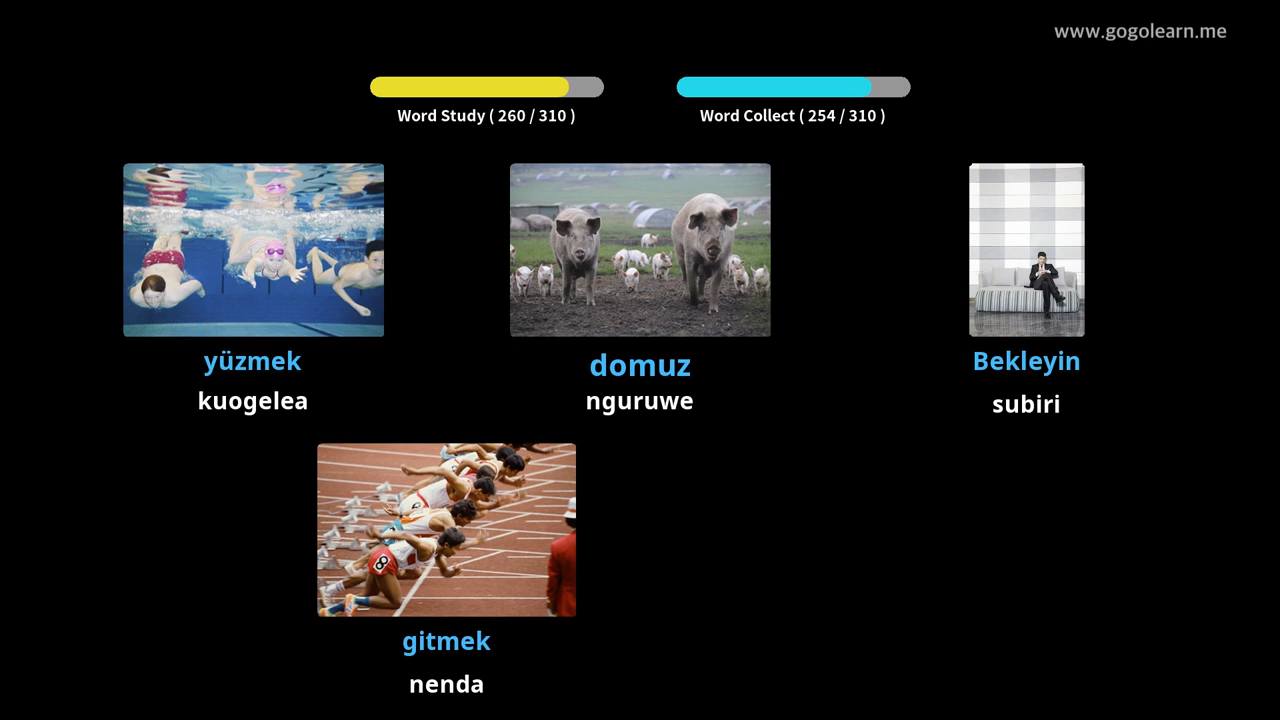 www.gogolearn.me
Word Study ( 260 / 310 )
Word Collect ( 254 / 310 )
yüzmek
kuogelea
domuz
nguruwe
Bekleyin
subiri
8
gitmek
nenda